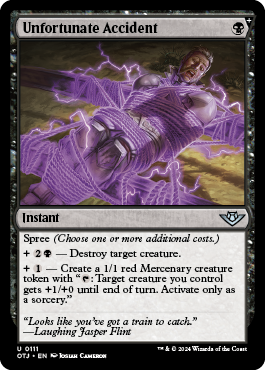 Unfortunate Accident
Instant
Spree (Choose one or more additional costs.)
+ 2 — Destroy target creature.
+ 1 — Create a 1/1 red Mercenary creature
token with “: Target creature you control
gets +1/+0 until end of turn. Activate only as
a sorcery.”
“Looks like you’ve got a train to catch.”
—Laughing Jasper Flint
U 0111
OTJ • EN Josiah Cameron
™ & © 2024 Wizards of the Coast